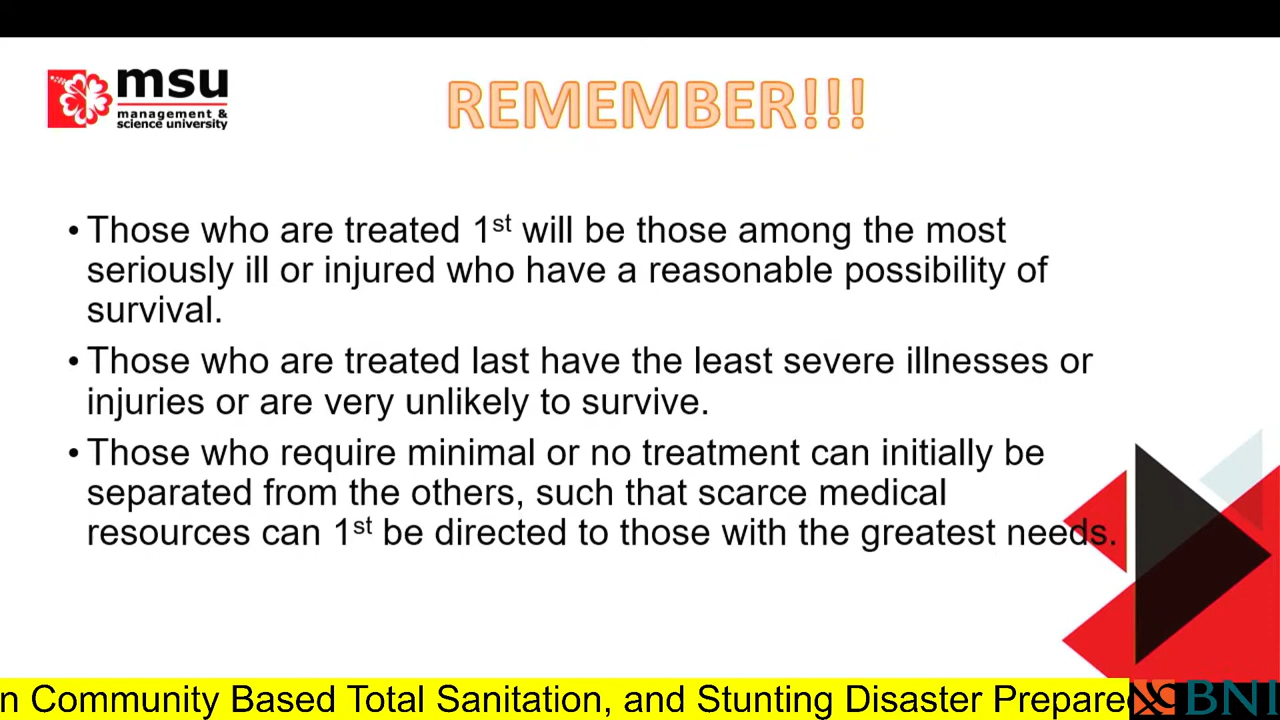 msu
management &
science university
REMEMBER!!!
• Those who are treated 1st will be those among the most
seriously ill or injured who have a reasonable possibility of
survival.
• Those who are treated last have the least severe illnesses or
injuries or are very unlikely to survive.
• Those who require minimal or no treatment can initially be
separated from the others, such that scarce medical
resources can 1st be directed to those with the greatest needs.
n Community Based Total Sanitation, and Stunting Disaster Prepare
BNI